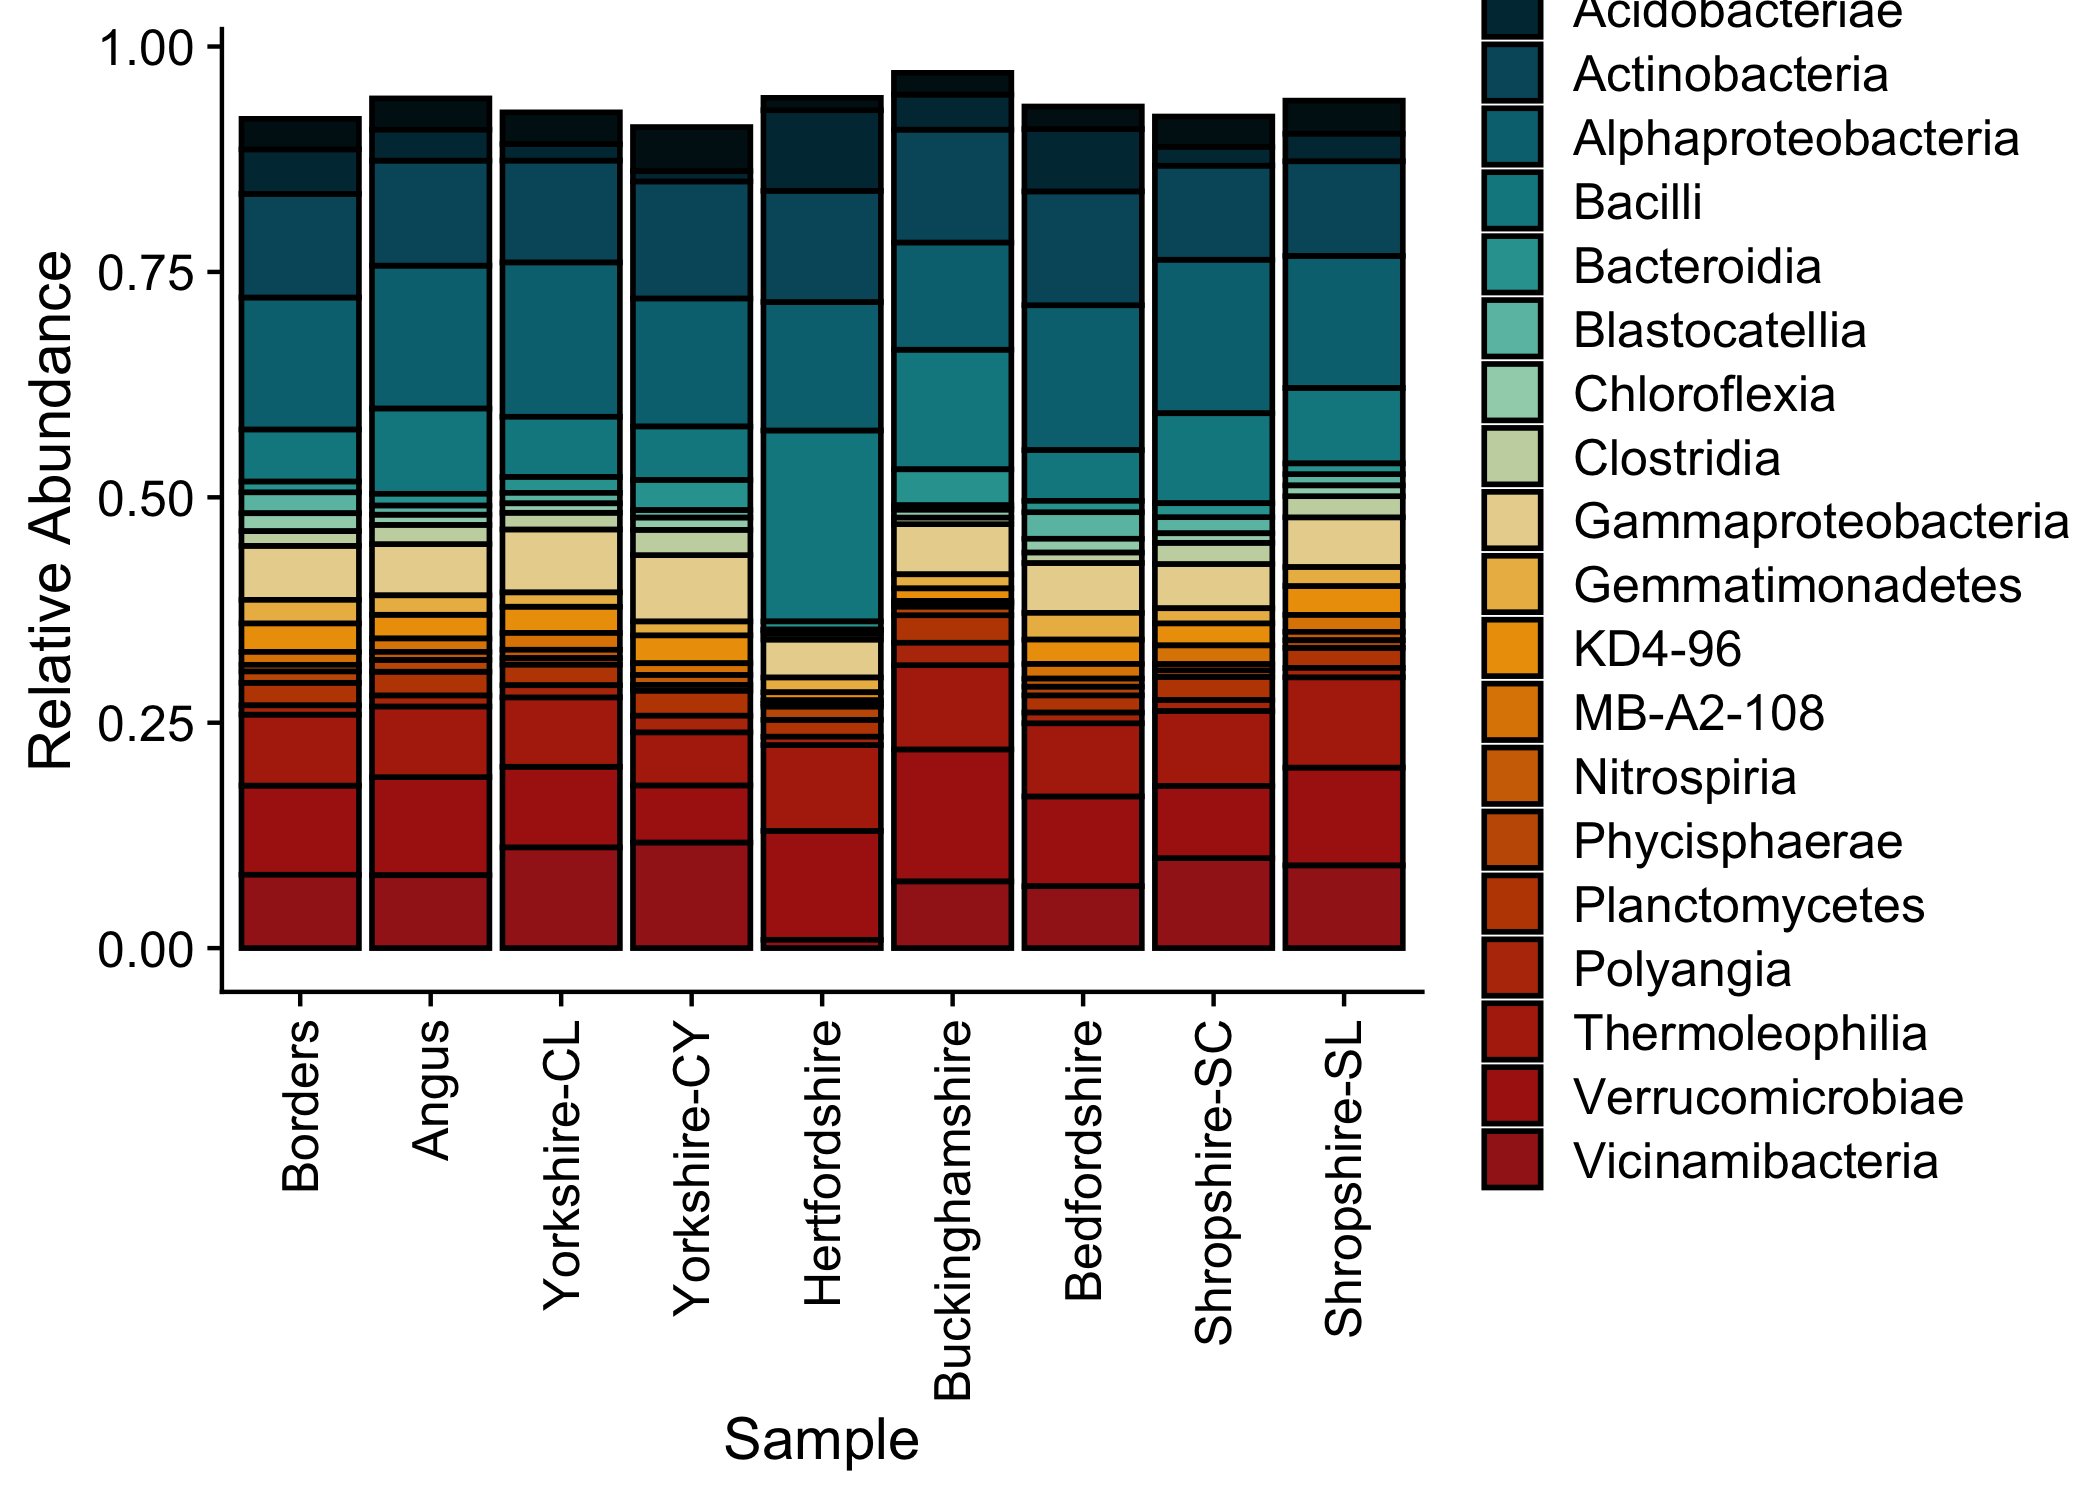 Acidobacteriae
Actinobacteria
Alphaproteobacteria
Bacilli
Bacteroidia
Blastocatellia
Chloroflexia
Clostridia
Gammaproteobacteria
Gemmatimonadetes
KD4-96
MB-A2-108
Nitrospiria
Phycisphaerae
Planctomycetes
Polyangia
Thermoleophilia
Verrucomicrobiae
Vicinamibacteria
Relative Abundance
1.00
0.75
0.50
0.25
0.00
Borders
Angus
Yorkshire-CL
Yorkshire-CY
Hertfordshire
Buckinghamshire
Bedfordshire
Shropshire-SC
Shropshire-SL
Sample